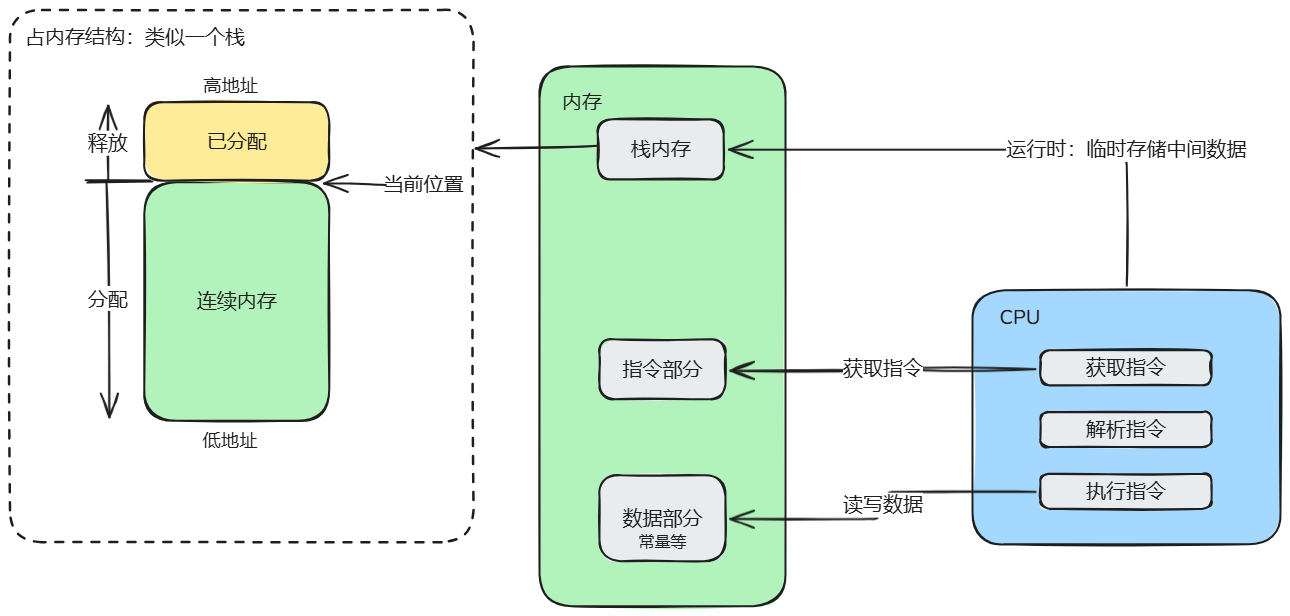 占内存结构：类似一个栈
高地址
已分配
释放
当前位置
分配
连续内存
低地址
内存
栈内存
运行时：临时存储中间数据
指令部分
获取指令
数据部分
常量等
读写数据
CPU
获取指令
解析指令
执行指令